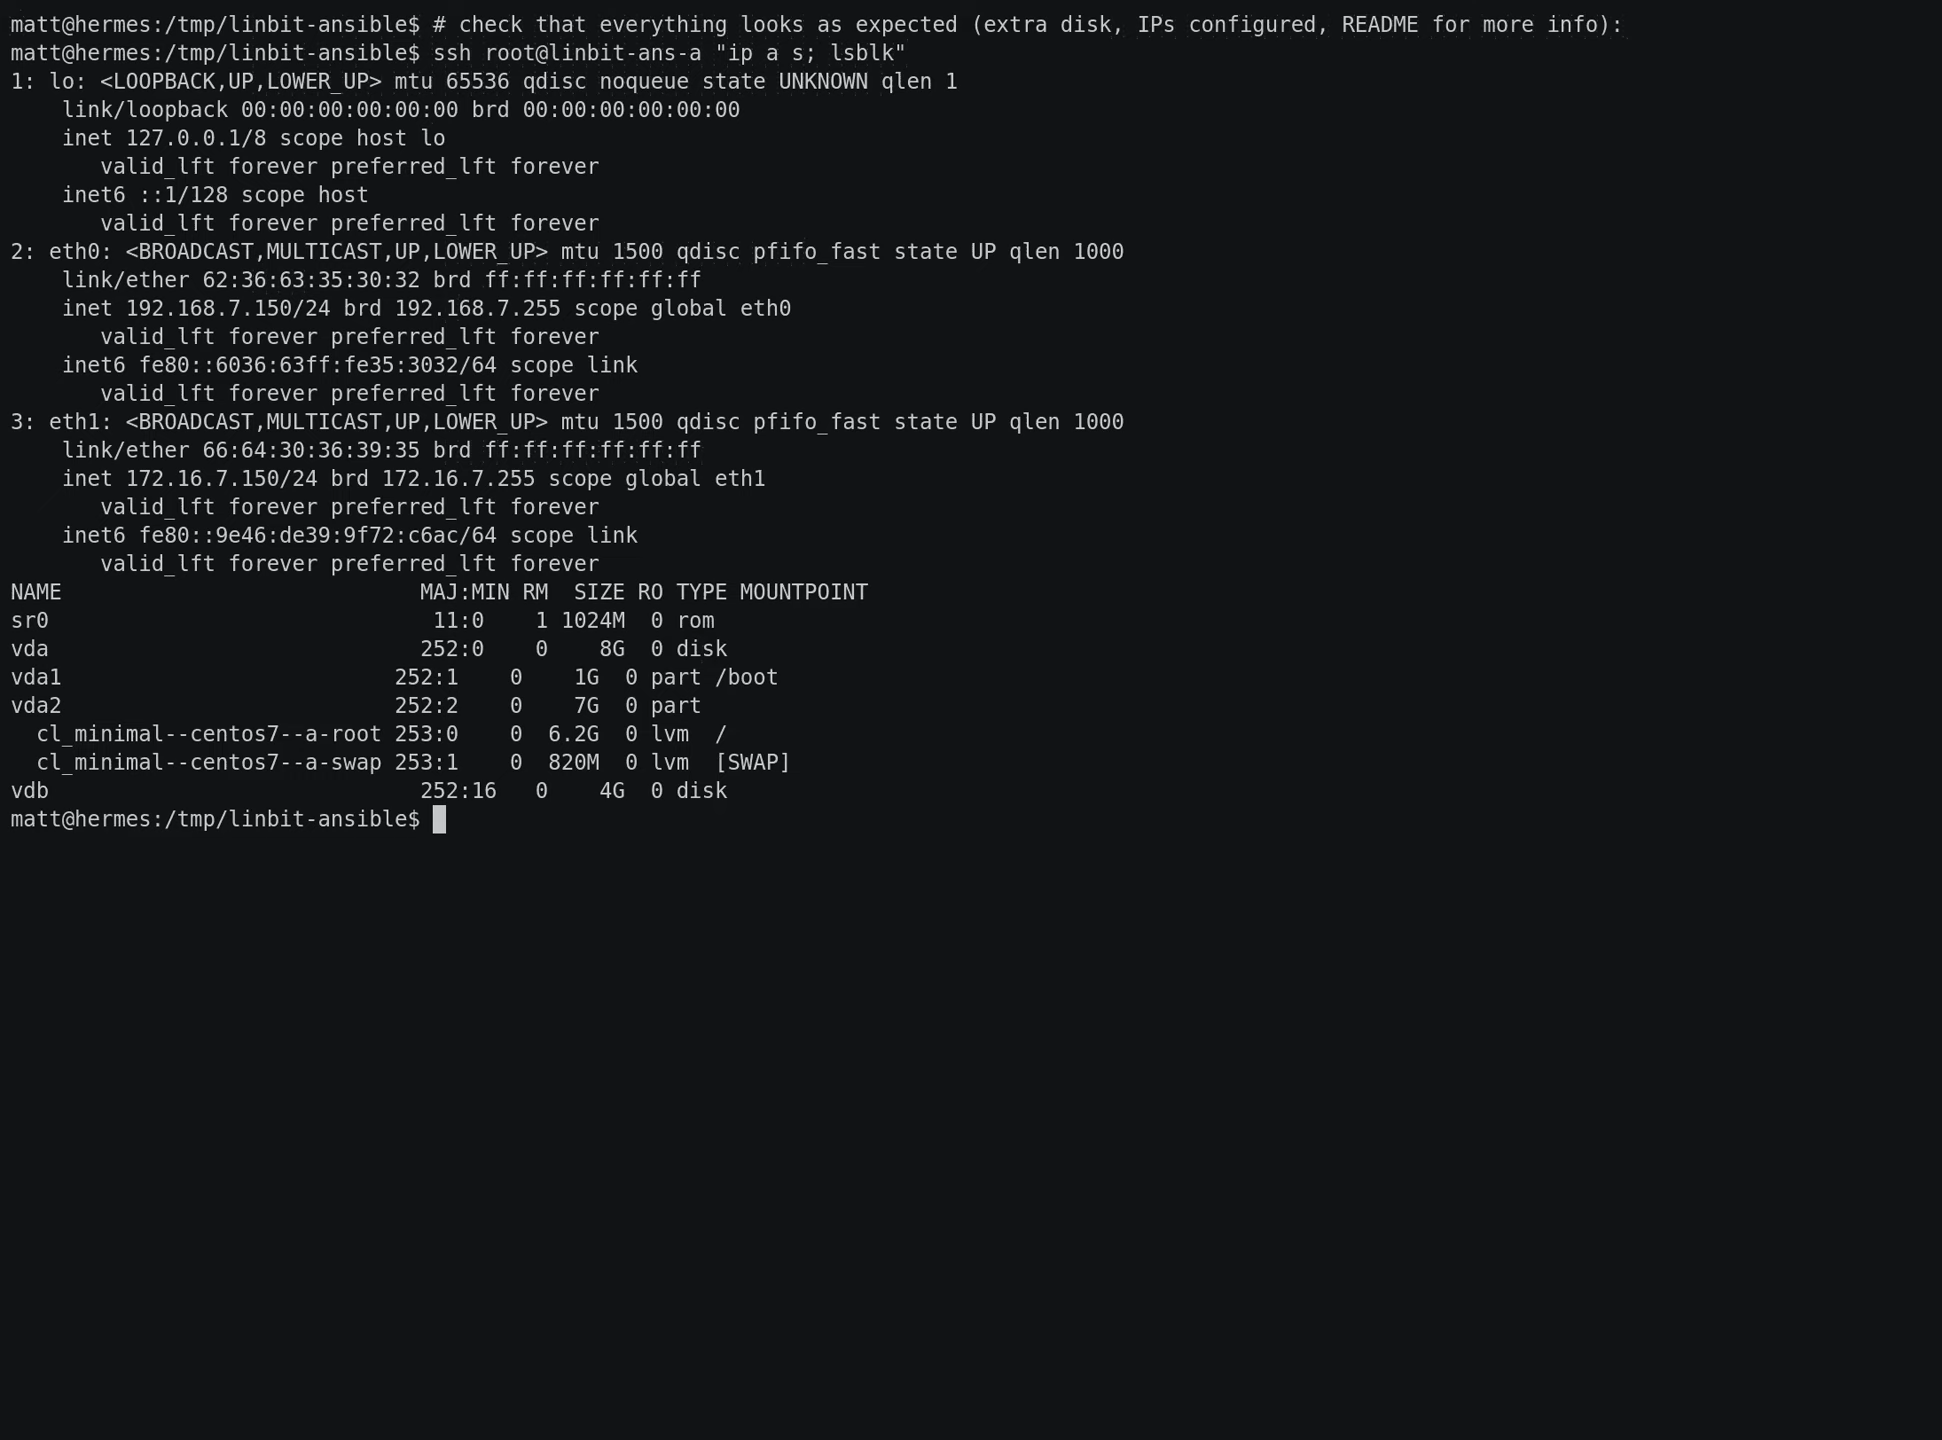 matt@hermes:/tmp/linbit-ansible$ # check that everything looks as expected (extra disk, IPs configured, README for more info):
matt@hermes:/tmp/linbit-ansible$ ssh root@linbit-ans-a "ip a s; lsblk"
1: lo: <LOOPBACK,UP,LOWER_UP> mtu 65536 qdisc noqueue state UNKNOWN qlen 1
    link/loopback 00:00:00:00:00:00 brd 00:00:00:00:00:00
    inet 127.0.0.1/8 scope host lo
       valid_lft forever preferred_lft forever
    inet6 ::1/128 scope host
       valid_lft forever preferred_lft forever
2: eth0: <BROADCAST,MULTICAST,UP,LOWER_UP> mtu 1500 qdisc pfifo_fast state UP qlen 1000
    link/ether 62:36:63:35:30:32 brd ff:ff:ff:ff:ff:ff
    inet 192.168.7.150/24 brd 192.168.7.255 scope global eth0
       valid_lft forever preferred_lft forever
    inet6 fe80::6036:63ff:fe35:3032/64 scope link
       valid_lft forever preferred_lft forever
3: eth1: <BROADCAST,MULTICAST,UP,LOWER_UP> mtu 1500 qdisc pfifo_fast state UP qlen 1000
    link/ether 66:64:30:36:39:35 brd ff:ff:ff:ff:ff:ff
    inet 172.16.7.150/24 brd 172.16.7.255 scope global eth1
       valid_lft forever preferred_lft forever
    inet6 fe80::9e46:de39:9f72:c6ac/64 scope link
       valid_lft forever preferred_lft forever
NAME                            MAJ:MIN RM  SIZE RO TYPE MOUNTPOINT
sr0                              11:0    1 1024M  0 rom
vda                             252:0    0    8G  0 disk
vda1                          252:1    0    1G  0 part /boot
vda2                          252:2    0    7G  0 part
  cl_minimal--centos7--a-root 253:0    0  6.2G  0 lvm  /
  cl_minimal--centos7--a-swap 253:1    0  820M  0 lvm  [SWAP]
vdb                             252:16   0    4G  0 disk
matt@hermes:/tmp/linbit-ansible$